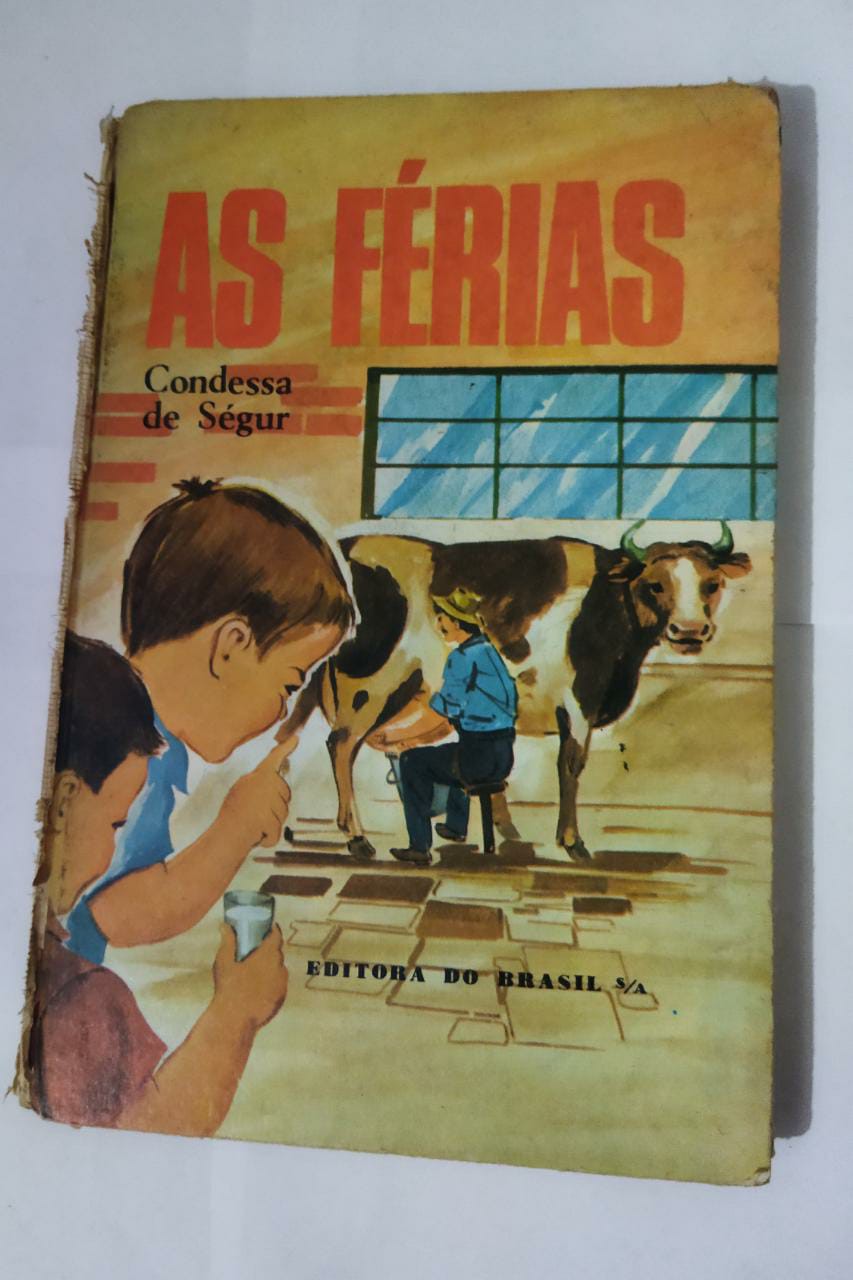 AS FÉRIAS
Condessa
de Ségur
EDITORA DO BRASIL S/A